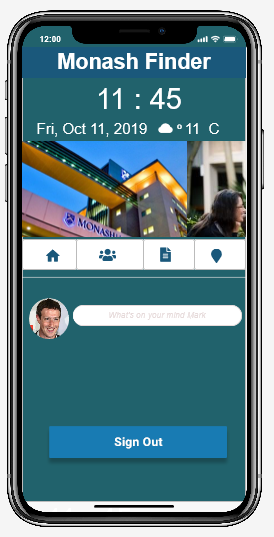 12:00
Monash Finder
11 : 45
Fri, Oct 11, 2019 º 11 C
MONASH
What's on your mind Mark
Sign Out